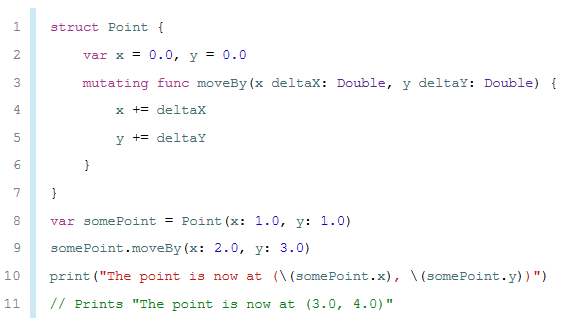 1 struct Point {
2 var x = 0.0, y = 0.0
3 mutating func moveBy(x deltaX: Double, y deltaY: Double) {
4 x += deltaX
5 y += deltaY
6 }
7 }
8 var somePoint = Point(x: 1.0, y: 1.0)
9 somePoint.moveBy(x: 2.0, y: 3.0)
10 print("The point is now at (\(somePoint.x), \(somePoint.y))")
11 // Prints "The point is now at (3.0, 4.0)"